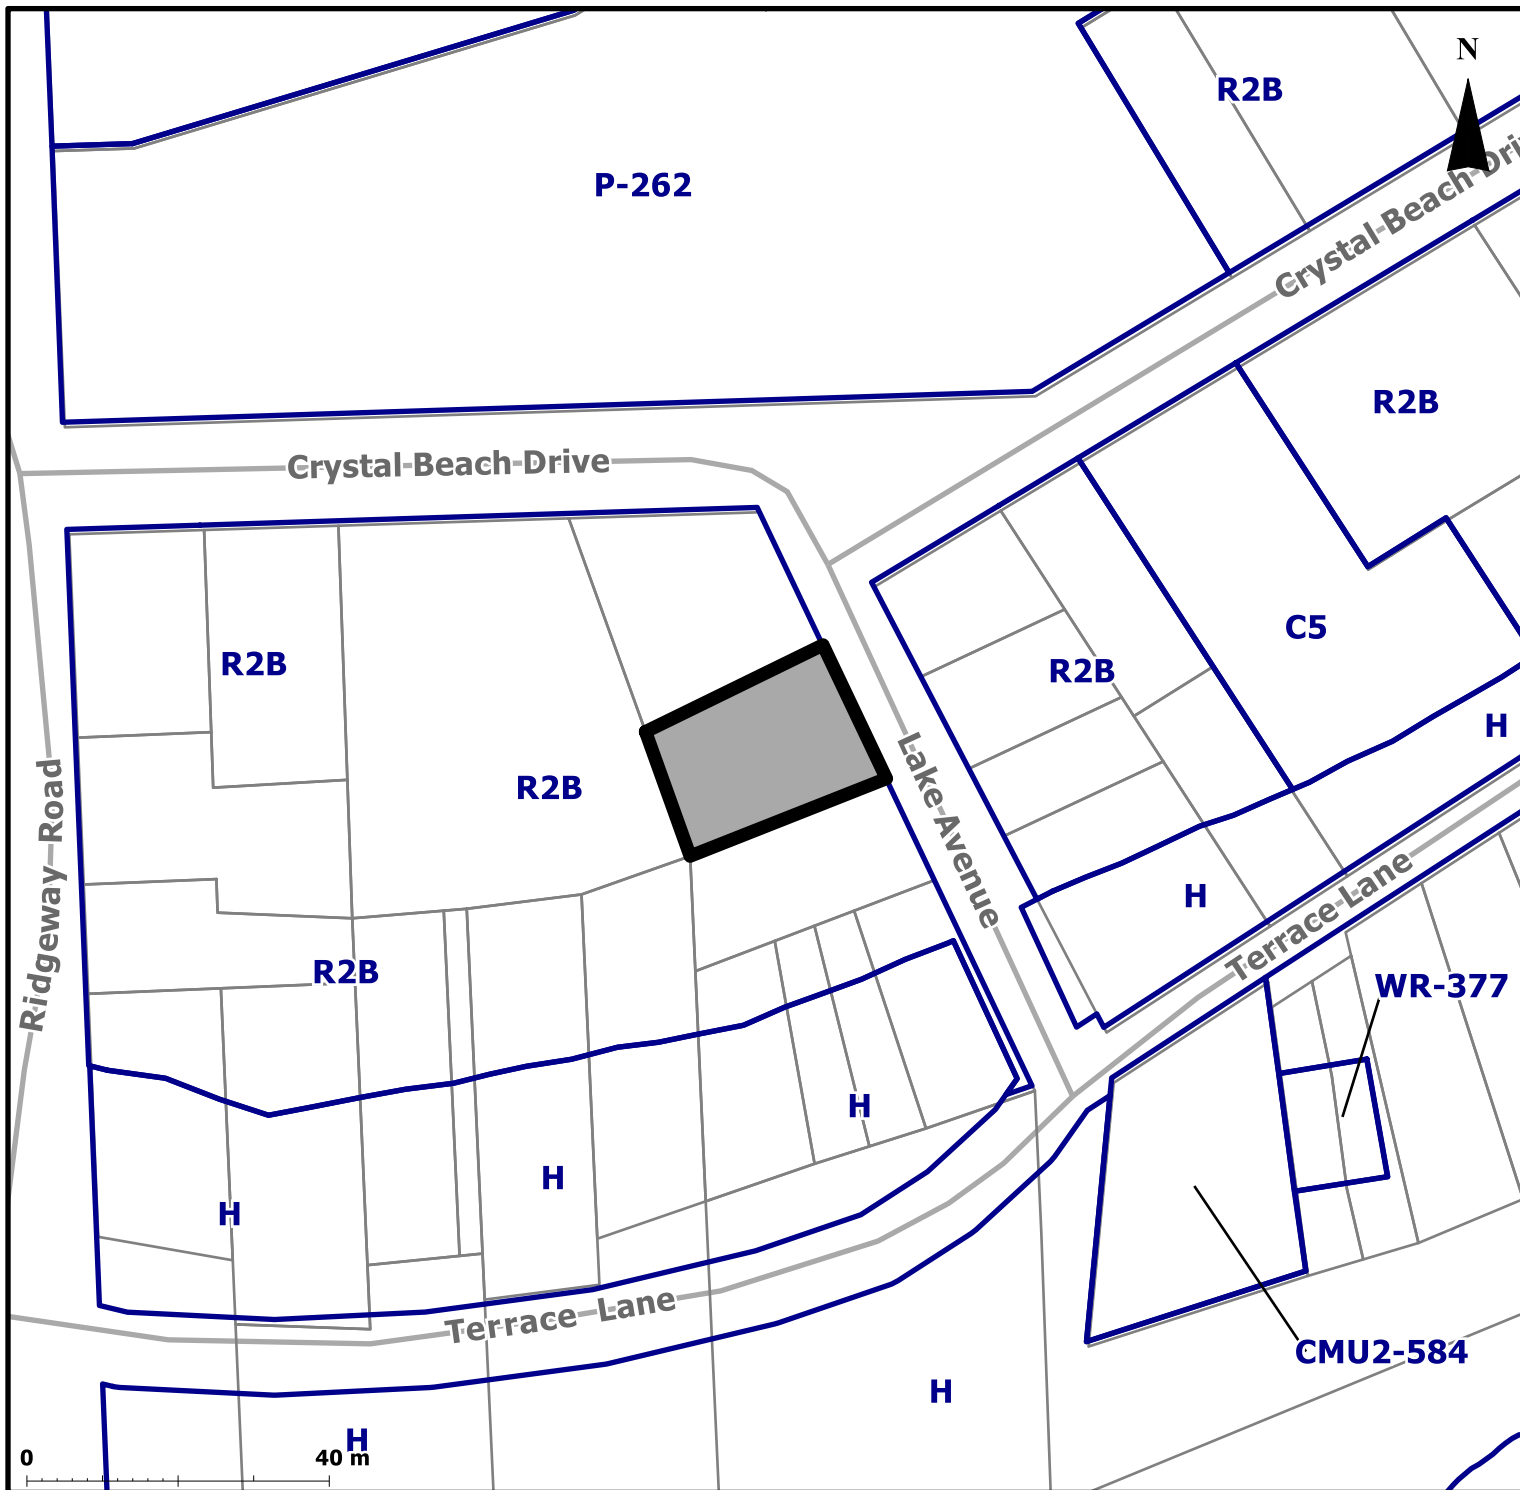 N
R2B
Crystal Beach
P-262
R2B
Crystal Beach Drive
C5
R2B
R2B
H
R2B
Lake Avenue
Ridgeway Road
H
Terrace Lane
R2B
WR-377
H
H
H
Terrace Lane
CMU2-584
H
H
0 40 m